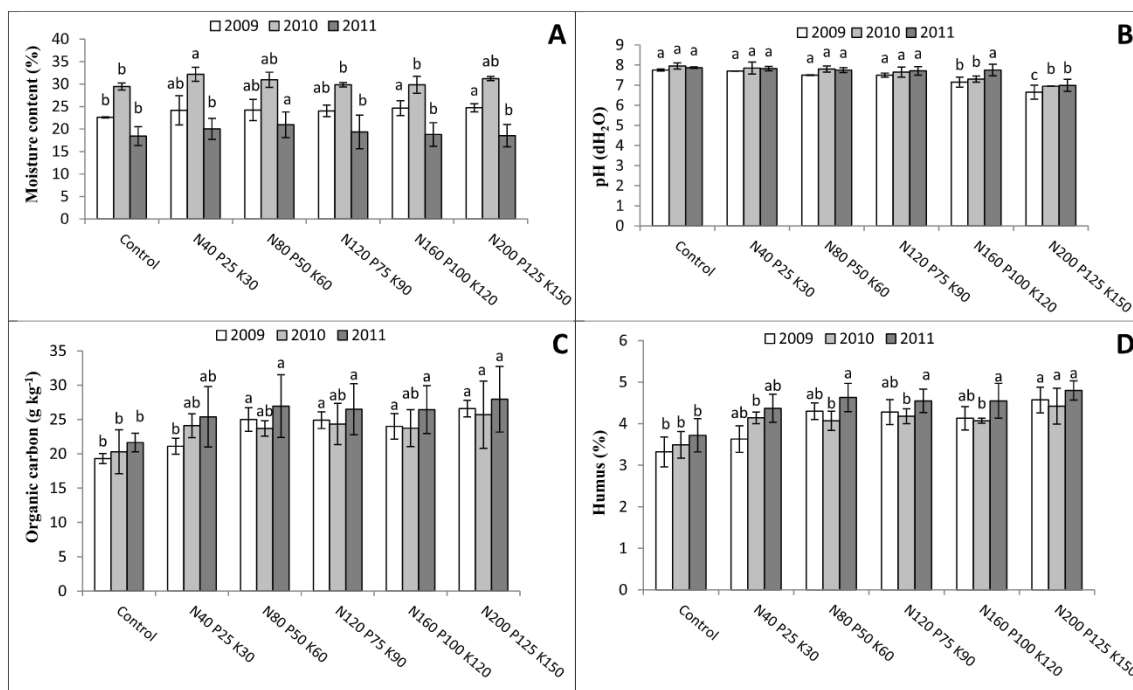 2009 2010 2011
A
Moisture content (%)
40
35
30
25
20
15
10
5
0
b b b
ab a b
ab ab a
ab b b
ab b b
a ab b
Control
N40 P25 K30
N80 P50 K60
N120 P75 K90
N160 P100 K120
N200 P125 K150
2009 2010 2011
B
pH (dH₂O)
9
8
7
6
5
4
3
2
1
0
a a a
a a a
a a a
a a a
b b a
c b b
Control
N40 P25 K30
N80 P50 K60
N120 P75 K90
N160 P100 K120
N200 P125 K150
2009 2010 2011
C
Organic carbon (g kg⁻¹)
35
30
25
20
15
10
5
0
b b b
b ab ab
a ab a
a ab a
a ab a
a a a
Control
N40 P25 K30
N80 P50 K60
N120 P75 K90
N160 P100 K120
N200 P125 K150
2009 2010 2011
D
Humus (%)
6
5
4
3
2
1
0
b b b
ab b ab
ab b a
ab a a
ab b a
a a a
Control
N40 P25 K30
N80 P50 K60
N120 P75 K90
N160 P100 K120
N200 P125 K150